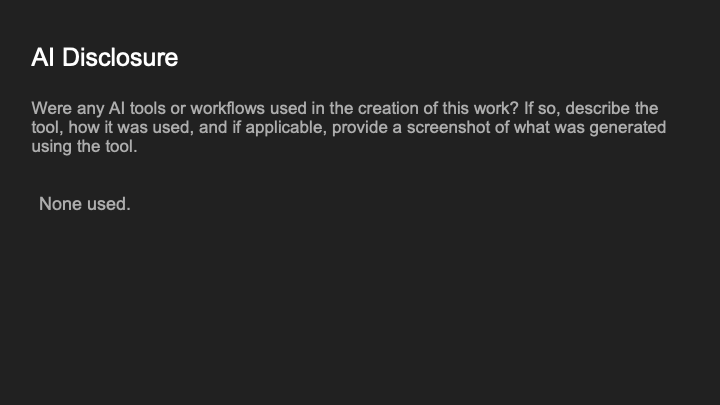 AI Disclosure
Were any AI tools or workflows used in the creation of this work? If so, describe the
tool, how it was used, and if applicable, provide a screenshot of what was generated
using the tool.
None used.